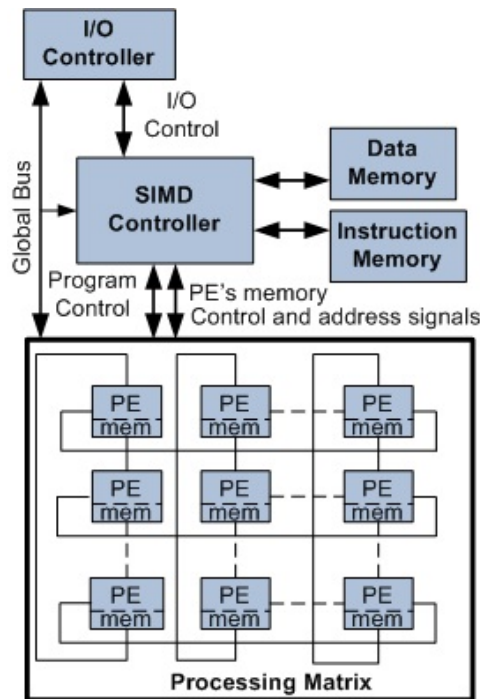 I/O
Controller
I/O
Control
Global Bus
SIMD
Controller
Data
Memory
Instruction
Memory
Program
Control
PE's memory
Control and address signals
PE
mem
PE
mem
PE
mem
PE
mem
PE
mem
PE
mem
PE
mem
PE
mem
PE
mem
Processing Matrix